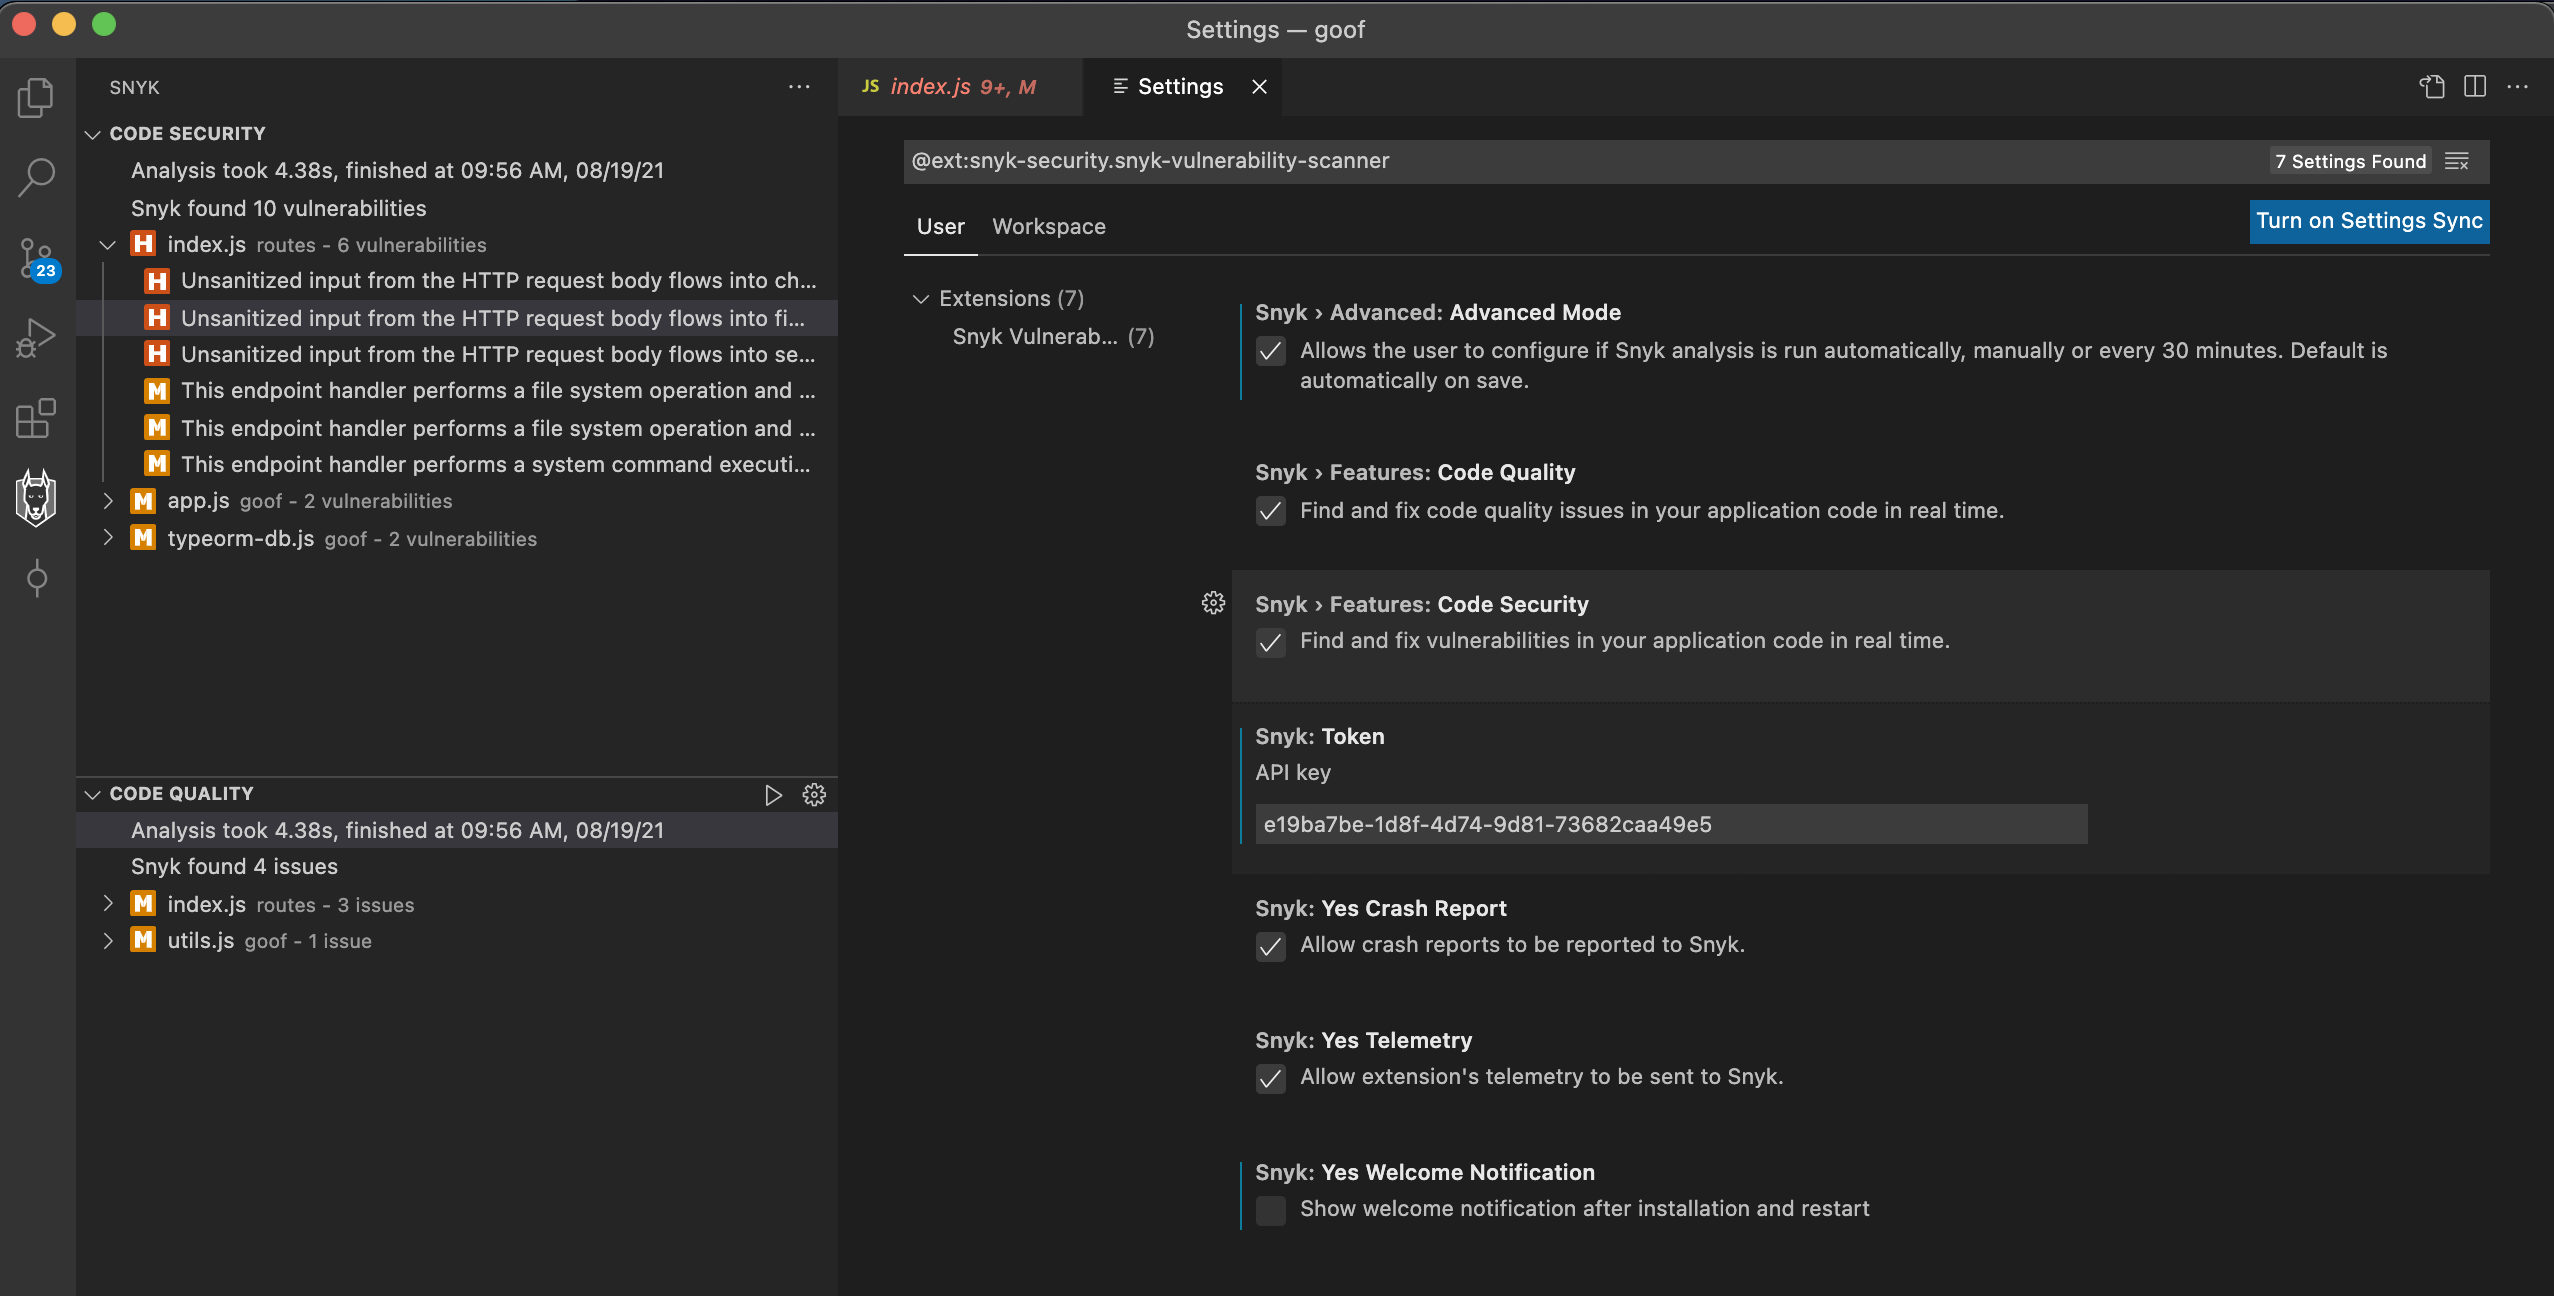 Settings — goof
SNYK
CODE SECURITY
Analysis took 4.38s, finished at 09:56 AM, 08/19/21
Snyk found 10 vulnerabilities
H index.js routes - 6 vulnerabilities
H Unsanitized input from the HTTP request body flows into ch...
H Unsanitized input from the HTTP request body flows into fi...
H Unsanitized input from the HTTP request body flows into se...
M This endpoint handler performs a file system operation and ...
M This endpoint handler performs a file system operation and ...
M This endpoint handler performs a system command executi...
M app.js goof - 2 vulnerabilities
M typeorm-db.js goof - 2 vulnerabilities
23
CODE QUALITY
Analysis took 4.38s, finished at 09:56 AM, 08/19/21
Snyk found 4 issues
M index.js routes - 3 issues
M utils.js goof - 1 issue
JS index.js 9+, M
Settings
@ext:snyk-security.snyk-vulnerability-scanner
7 Settings Found
User Workspace
Turn on Settings Sync
Extensions (7)
Snyk Vulnerab... (7)
Snyk › Advanced: Advanced Mode
Allows the user to configure if Snyk analysis is run automatically, manually or every 30 minutes. Default is
automatically on save.
Snyk › Features: Code Quality
Find and fix code quality issues in your application code in real time.
Snyk › Features: Code Security
Find and fix vulnerabilities in your application code in real time.
Snyk: Token
API key
e19ba7be-1d8f-4d74-9d81-73682caa49e5
Snyk: Yes Crash Report
Allow crash reports to be reported to Snyk.
Snyk: Yes Telemetry
Allow extension's telemetry to be sent to Snyk.
Snyk: Yes Welcome Notification
Show welcome notification after installation and restart